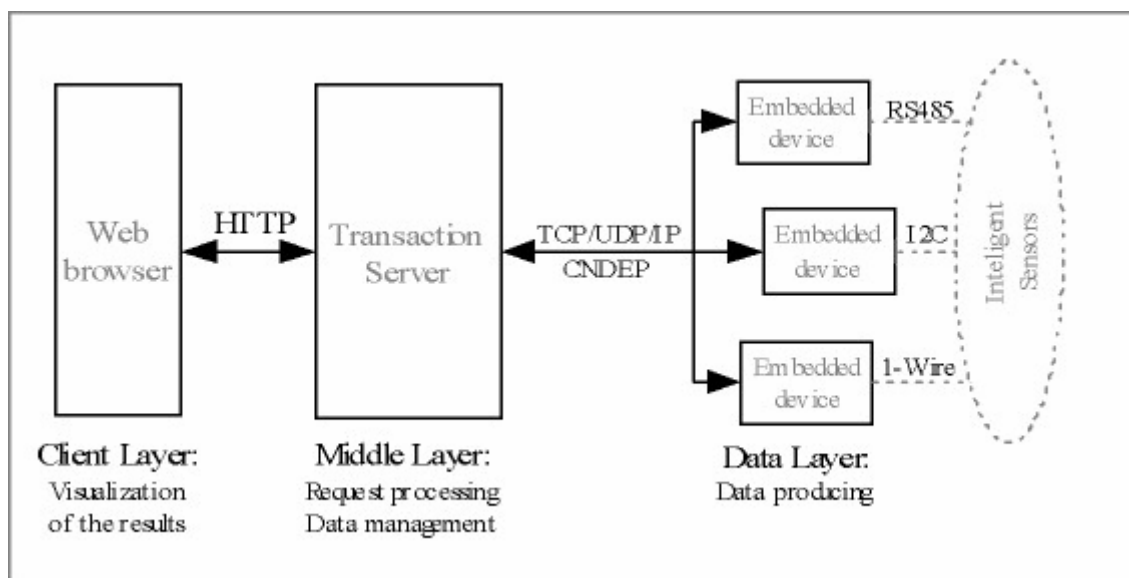 Web
browser
HTTP
Transaction
Server
TCP/UDP/IP
CNDEP
Embedded
device
RS485
Embedded
device
I2C
Embedded
device
1-Wire
Inteligent
Sensors
Client Layer:
Visualization
of the results
Middle Layer:
Request processing
Data management
Data Layer:
Data producing